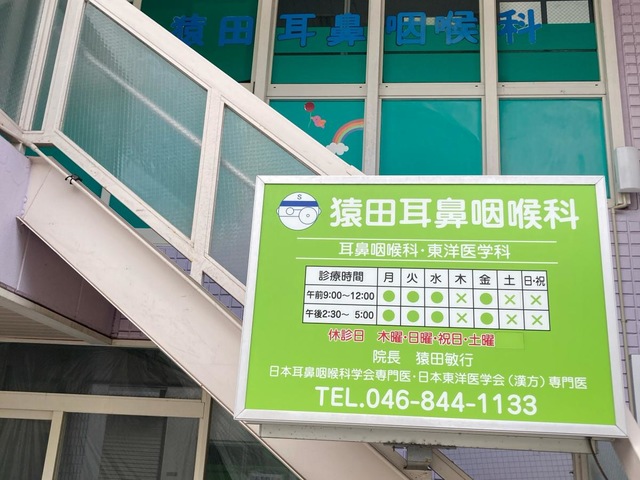 猿田耳鼻咽喉科
S
猿田耳鼻咽喉科
耳鼻咽喉科・東洋医学科
診療時間 月 火 水 木 金 土 日・祝
午前9:00～12:00 ● ● ● × ● × ×
午後2:30～ 5:00 ● ● ● × ● × ×
休診日 木曜・日曜・祝日・土曜
院長 猿田敏行
日本耳鼻咽喉科学会専門医・日本東洋医学会（漢方）専門医
TEL.046-844-1133